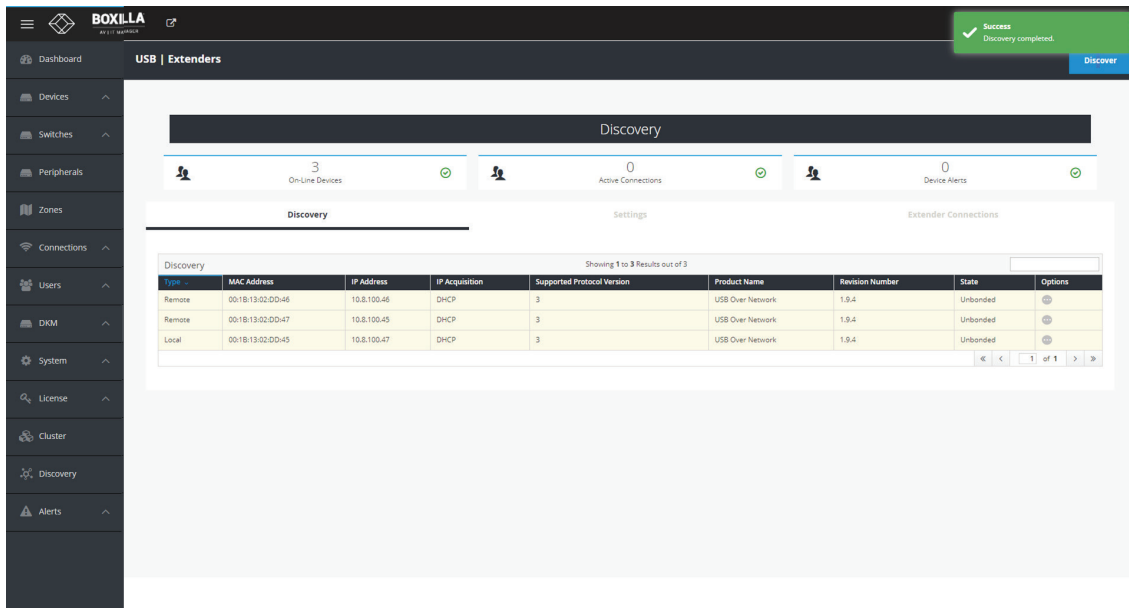 BOXILLA
AV | IT MANAGER
Success
Discovery completed.
Dashboard
USB | Extenders
Discover
Devices
Switches
Peripherals
Zones
Connections
Users
DKM
System
License
Cluster
Discovery
Alerts
Discovery
3
On-Line Devices
0
Active Connections
0
Device Alerts
Discovery Settings Extender Connections
Discovery Showing 1 to 3 Results out of 3
Type MAC Address IP Address IP Acquisition Supported Protocol Version Product Name Revision Number State Options
Remote 00:1B:13:02:DD:46 10.8.100.46 DHCP 3 USB Over Network 1.9.4 Unbonded
Remote 00:1B:13:02:DD:47 10.8.100.45 DHCP 3 USB Over Network 1.9.4 Unbonded
Local 00:1B:13:02:DD:45 10.8.100.47 DHCP 3 USB Over Network 1.9.4 Unbonded
« < 1 of 1 > »